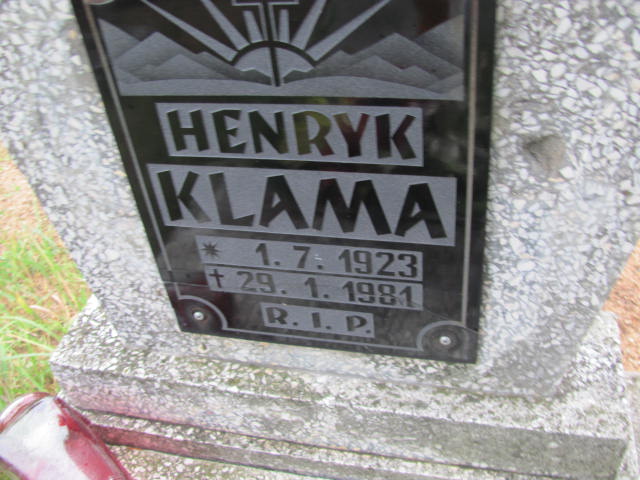 HENRYK
KLAMA
* 1. 7. 1923
† 29. 1. 1981
R. I. P.